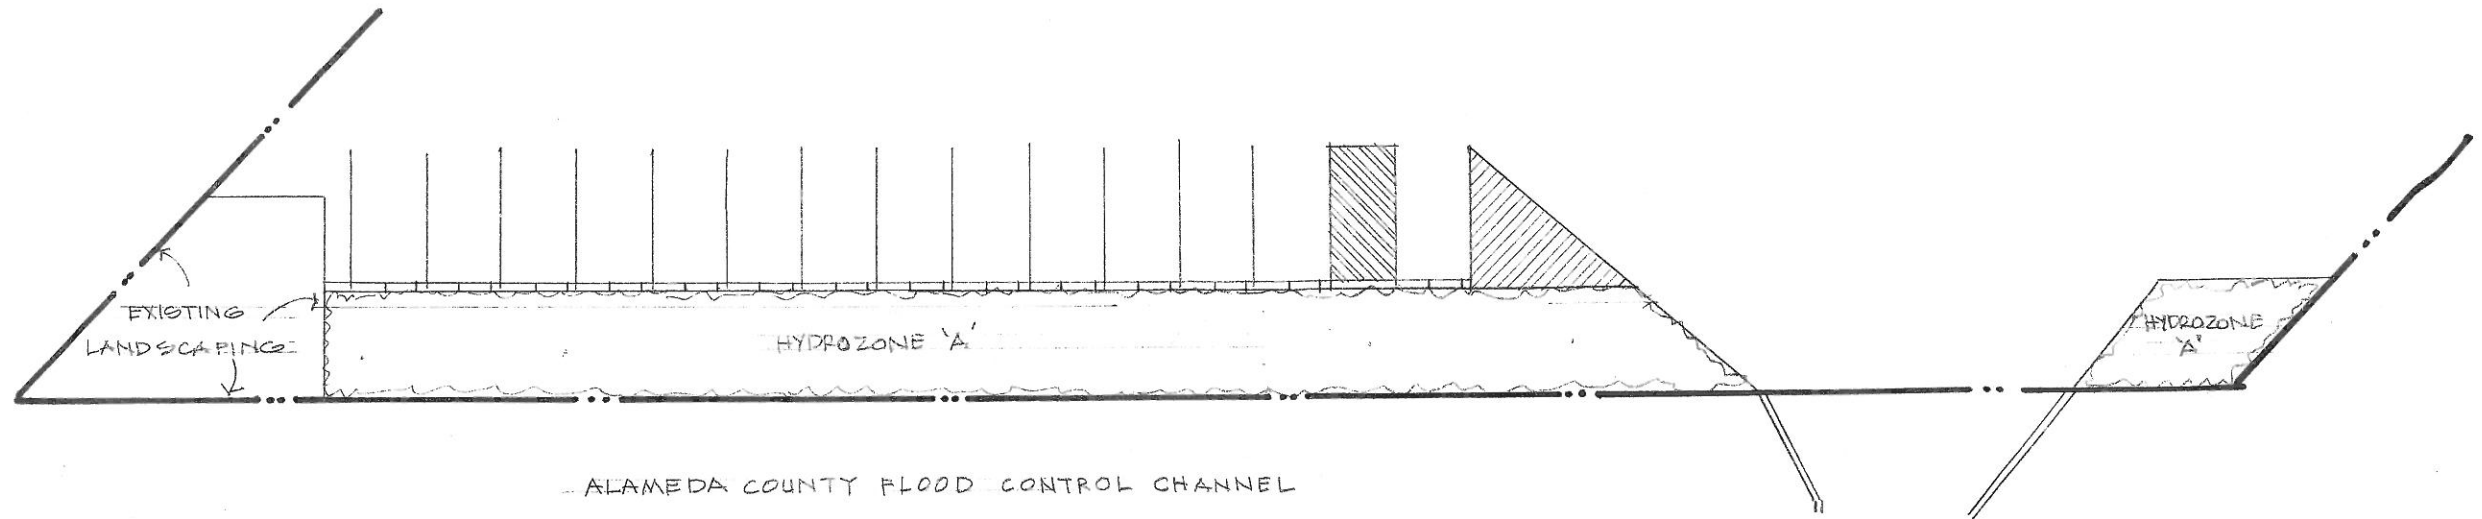 EXISTING
LANDSCAPING
HYDROZONE 'A'
HYDROZONE
'A'
ALAMEDA COUNTY FLOOD CONTROL CHANNEL